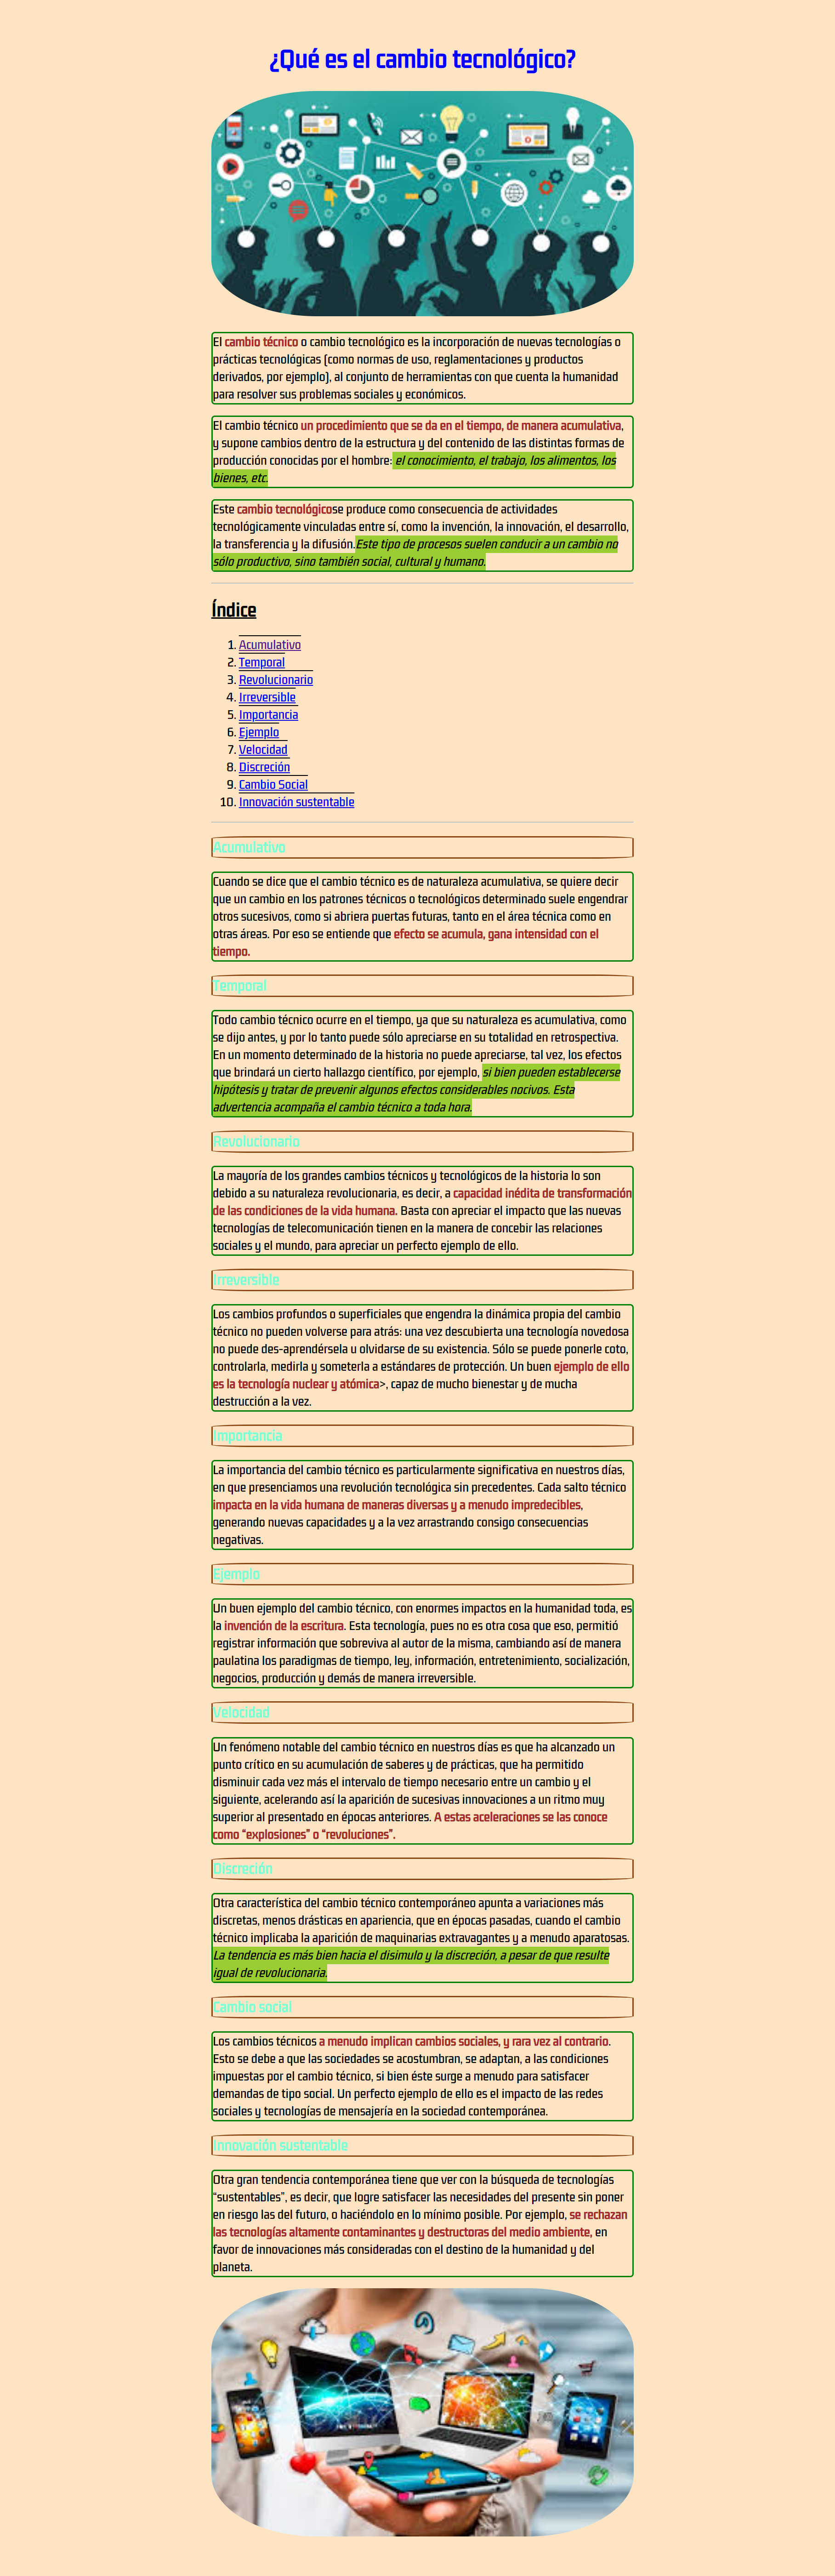 ¿Qué es el cambio tecnológico?
El cambio técnico o cambio tecnológico es la incorporación de nuevas tecnologías o
prácticas tecnológicas (como normas de uso, reglamentaciones y productos
derivados, por ejemplo), al conjunto de herramientas con que cuenta la humanidad
para resolver sus problemas sociales y económicos.
El cambio técnico un procedimiento que se da en el tiempo, de manera acumulativa,
y supone cambios dentro de la estructura y del contenido de las distintas formas de
producción conocidas por el hombre: el conocimiento, el trabajo, los alimentos, los
bienes, etc.
Este cambio tecnológicose produce como consecuencia de actividades
tecnológicamente vinculadas entre sí, como la invención, la innovación, el desarrollo,
la transferencia y la difusión.Este tipo de procesos suelen conducir a un cambio no
sólo productivo, sino también social, cultural y humano.
Índice
1. Acumulativo
2. Temporal
3. Revolucionario
4. Irreversible
5. Importancia
6. Ejemplo
7. Velocidad
8. Discreción
9. Cambio Social
10. Innovación sustentable
Acumulativo
Cuando se dice que el cambio técnico es de naturaleza acumulativa, se quiere decir
que un cambio en los patrones técnicos o tecnológicos determinado suele engendrar
otros sucesivos, como si abriera puertas futuras, tanto en el área técnica como en
otras áreas. Por eso se entiende que efecto se acumula, gana intensidad con el
tiempo.
Temporal
Todo cambio técnico ocurre en el tiempo, ya que su naturaleza es acumulativa, como
se dijo antes, y por lo tanto puede sólo apreciarse en su totalidad en retrospectiva.
En un momento determinado de la historia no puede apreciarse, tal vez, los efectos
que brindará un cierto hallazgo científico, por ejemplo, si bien pueden establecerse
hipótesis y tratar de prevenir algunos efectos considerables nocivos. Esta
advertencia acompaña el cambio técnico a toda hora.
Revolucionario
La mayoría de los grandes cambios técnicos y tecnológicos de la historia lo son
debido a su naturaleza revolucionaria, es decir, a capacidad inédita de transformación
de las condiciones de la vida humana. Basta con apreciar el impacto que las nuevas
tecnologías de telecomunicación tienen en la manera de concebir las relaciones
sociales y el mundo, para apreciar un perfecto ejemplo de ello.
Irreversible
Los cambios profundos o superficiales que engendra la dinámica propia del cambio
técnico no pueden volverse para atrás: una vez descubierta una tecnología novedosa
no puede des-aprendérsela u olvidarse de su existencia. Sólo se puede ponerle coto,
controlarla, medirla y someterla a estándares de protección. Un buen ejemplo de ello
es la tecnología nuclear y atómica>, capaz de mucho bienestar y de mucha
destrucción a la vez.
Importancia
La importancia del cambio técnico es particularmente significativa en nuestros días,
en que presenciamos una revolución tecnológica sin precedentes. Cada salto técnico
impacta en la vida humana de maneras diversas y a menudo impredecibles,
generando nuevas capacidades y a la vez arrastrando consigo consecuencias
negativas.
Ejemplo
Un buen ejemplo del cambio técnico, con enormes impactos en la humanidad toda, es
la invención de la escritura. Esta tecnología, pues no es otra cosa que eso, permitió
registrar información que sobreviva al autor de la misma, cambiando así de manera
paulatina los paradigmas de tiempo, ley, información, entretenimiento, socialización,
negocios, producción y demás de manera irreversible.
Velocidad
Un fenómeno notable del cambio técnico en nuestros días es que ha alcanzado un
punto crítico en su acumulación de saberes y de prácticas, que ha permitido
disminuir cada vez más el intervalo de tiempo necesario entre un cambio y el
siguiente, acelerando así la aparición de sucesivas innovaciones a un ritmo muy
superior al presentado en épocas anteriores. A estas aceleraciones se las conoce
como “explosiones” o “revoluciones”.
Discreción
Otra característica del cambio técnico contemporáneo apunta a variaciones más
discretas, menos drásticas en apariencia, que en épocas pasadas, cuando el cambio
técnico implicaba la aparición de maquinarias extravagantes y a menudo aparatosas.
La tendencia es más bien hacia el disimulo y la discreción, a pesar de que resulte
igual de revolucionaria.
Cambio social
Los cambios técnicos a menudo implican cambios sociales, y rara vez al contrario.
Esto se debe a que las sociedades se acostumbran, se adaptan, a las condiciones
impuestas por el cambio técnico, si bien éste surge a menudo para satisfacer
demandas de tipo social. Un perfecto ejemplo de ello es el impacto de las redes
sociales y tecnologías de mensajería en la sociedad contemporánea.
Innovación sustentable
Otra gran tendencia contemporánea tiene que ver con la búsqueda de tecnologías
“sustentables”, es decir, que logre satisfacer las necesidades del presente sin poner
en riesgo las del futuro, o haciéndolo en lo mínimo posible. Por ejemplo, se rechazan
las tecnologías altamente contaminantes y destructoras del medio ambiente, en
favor de innovaciones más consideradas con el destino de la humanidad y del
planeta.